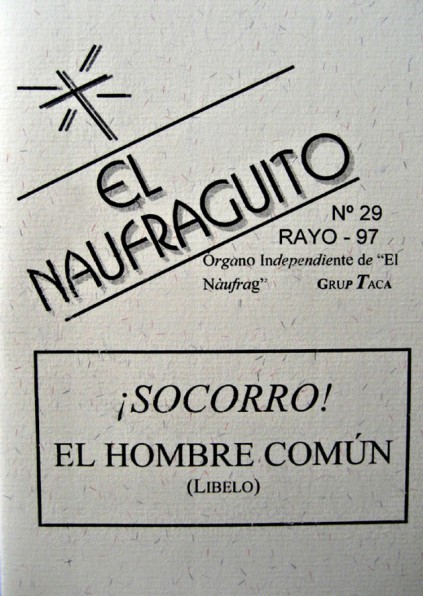 EL
NAUFRAGUITO
Nº 29
RAYO - 97
Órgano Independiente de “El
Nàufrag” GRUP TACA
¡SOCORRO!
EL HOMBRE COMÚN
(LIBELO)